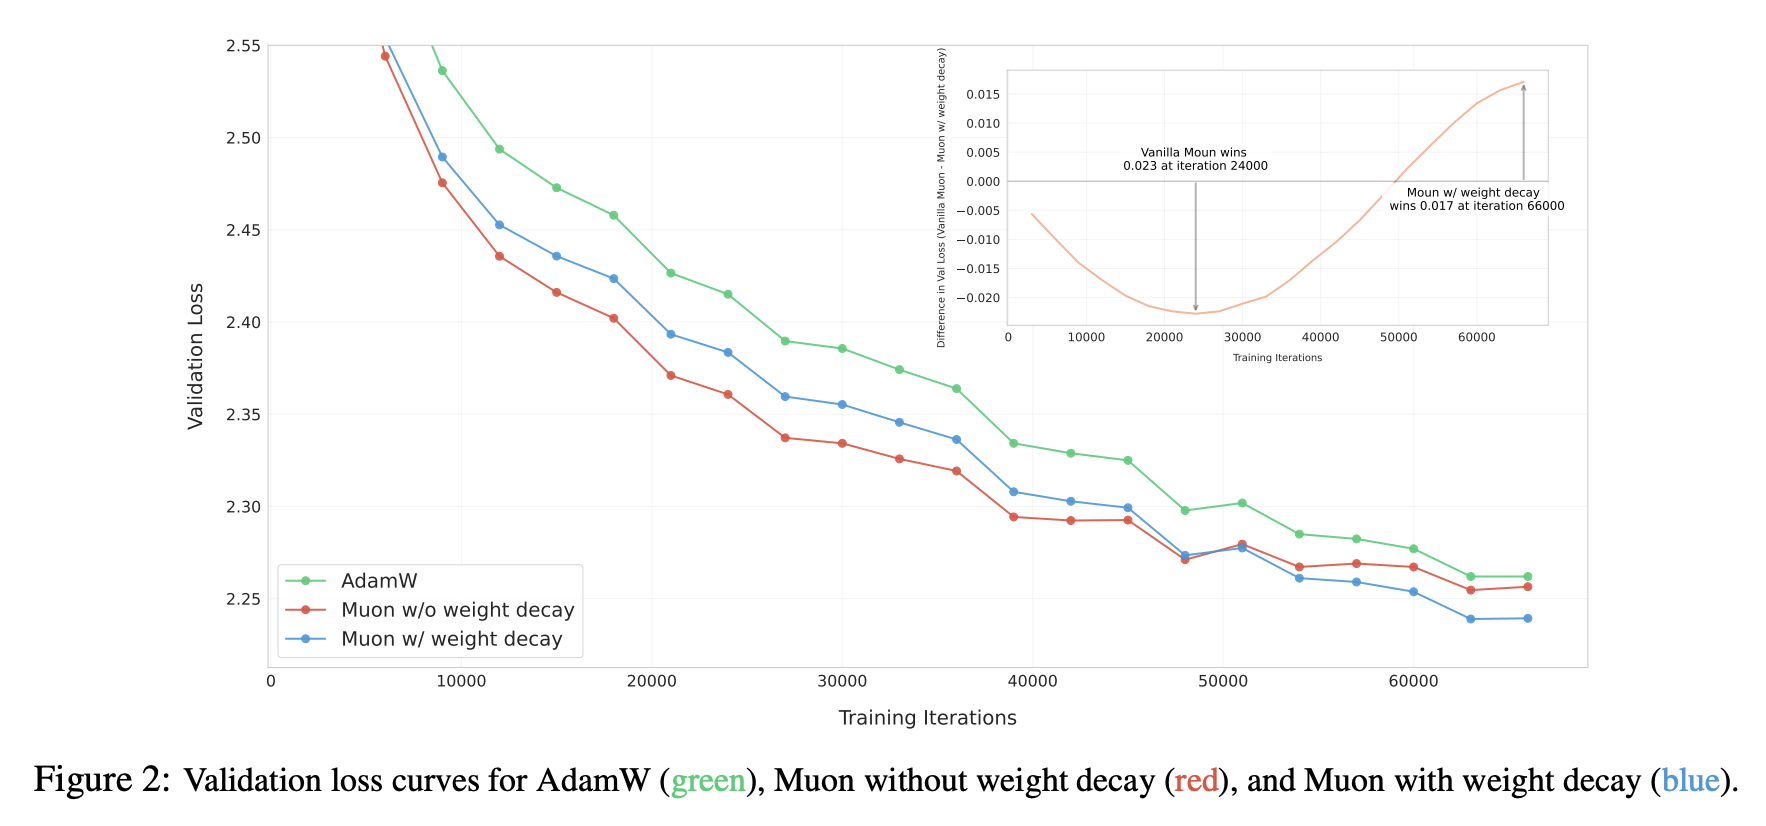 2.55
2.50
2.45
2.40
2.35
2.30
2.25
Validation Loss
0
10000
20000
30000
40000
50000
60000
Training Iterations
AdamW
Muon w/o weight decay
Muon w/ weight decay
Difference in Val Loss (Vanilla Muon - Muon w/ weight decay)
0.015
0.010
0.005
0.000
−0.005
−0.010
−0.015
−0.020
Vanilla Moun wins
0.023 at iteration 24000
Moun w/ weight decay
wins 0.017 at iteration 66000
0
10000
20000
30000
40000
50000
60000
Training Iterations
Figure 2: Validation loss curves for AdamW (green), Muon without weight decay (red), and Muon with weight decay (blue).